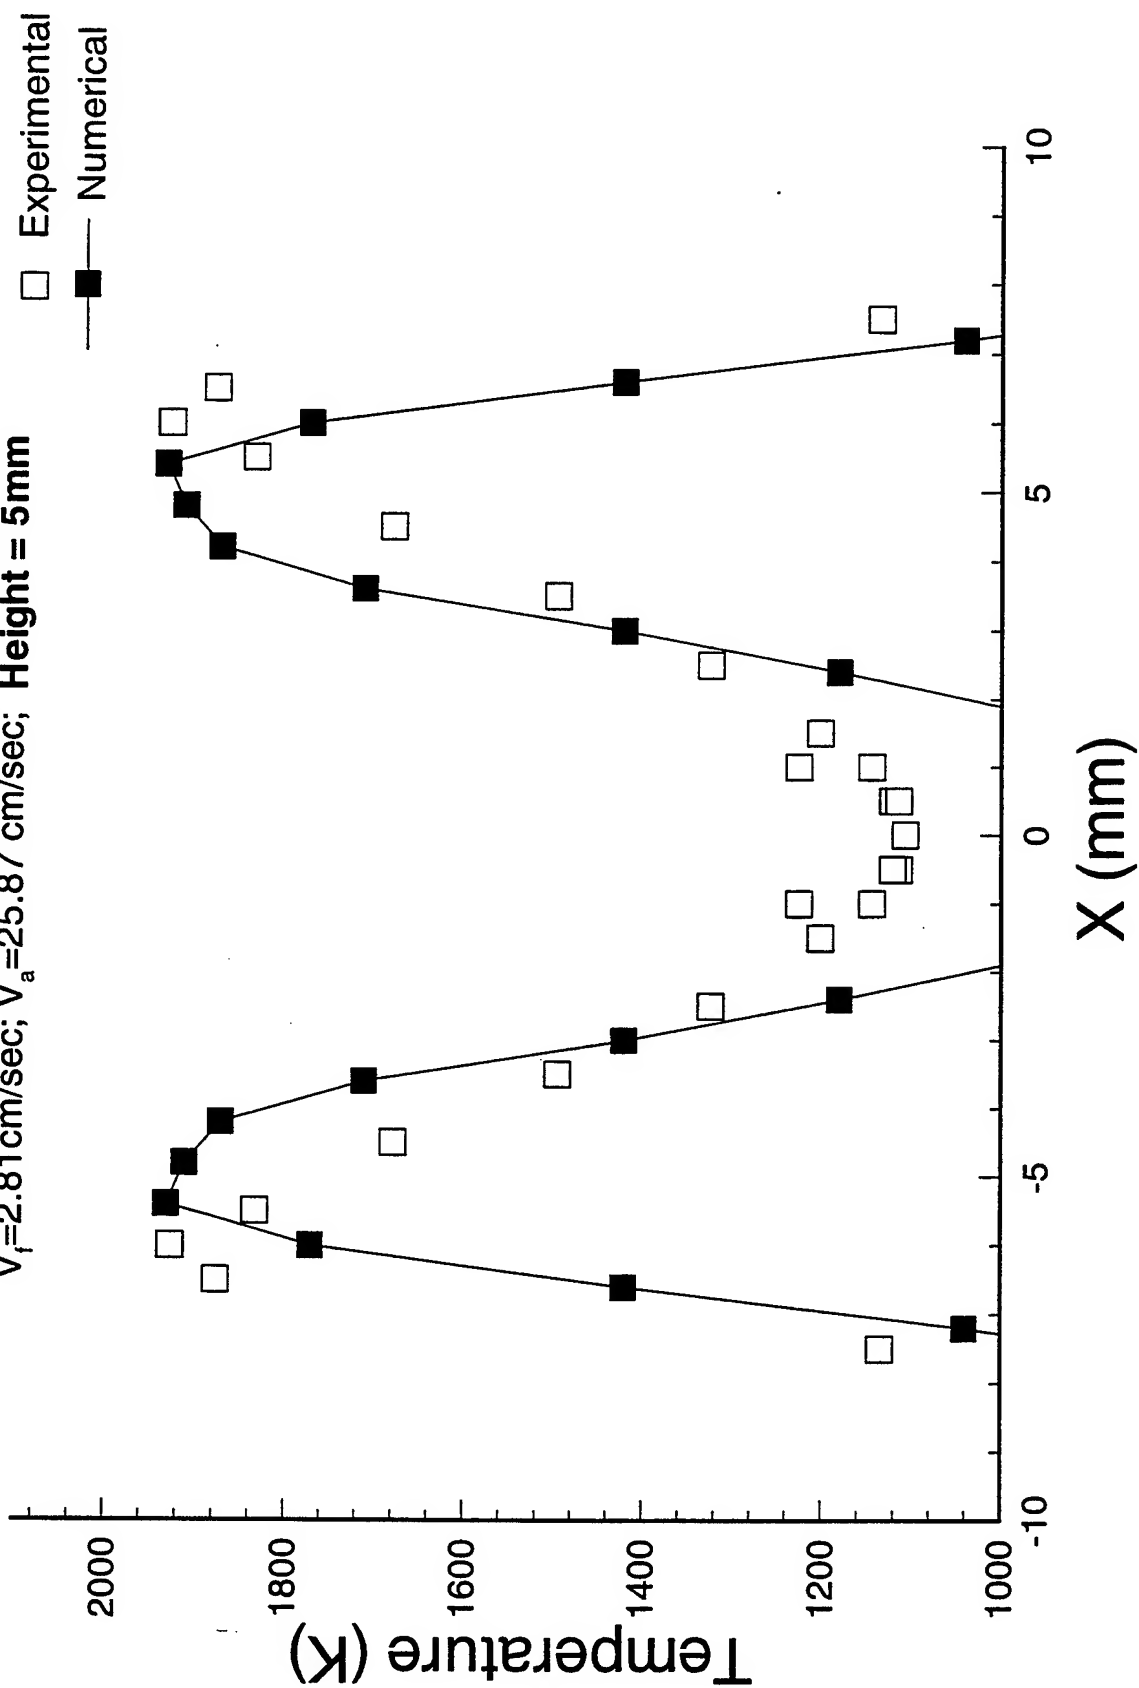 V_f=2.81cm/sec; V_a=25.87 cm/sec; Height = 5mm
Experimental
Numerical
Temperature (K)
2000
1800
1600
1400
1200
1000
-10
-5
0
5
10
X (mm)